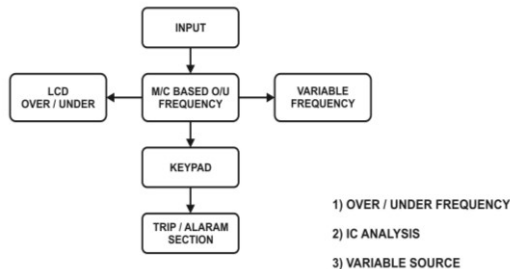 INPUT
LCD
OVER / UNDER
M/C BASED O/U
FREQUENCY
VARIABLE
FREQUENCY
KEYPAD
TRIP / ALARAM
SECTION
1) OVER / UNDER FREQUENCY
2) IC ANALYSIS
3) VARIABLE SOURCE